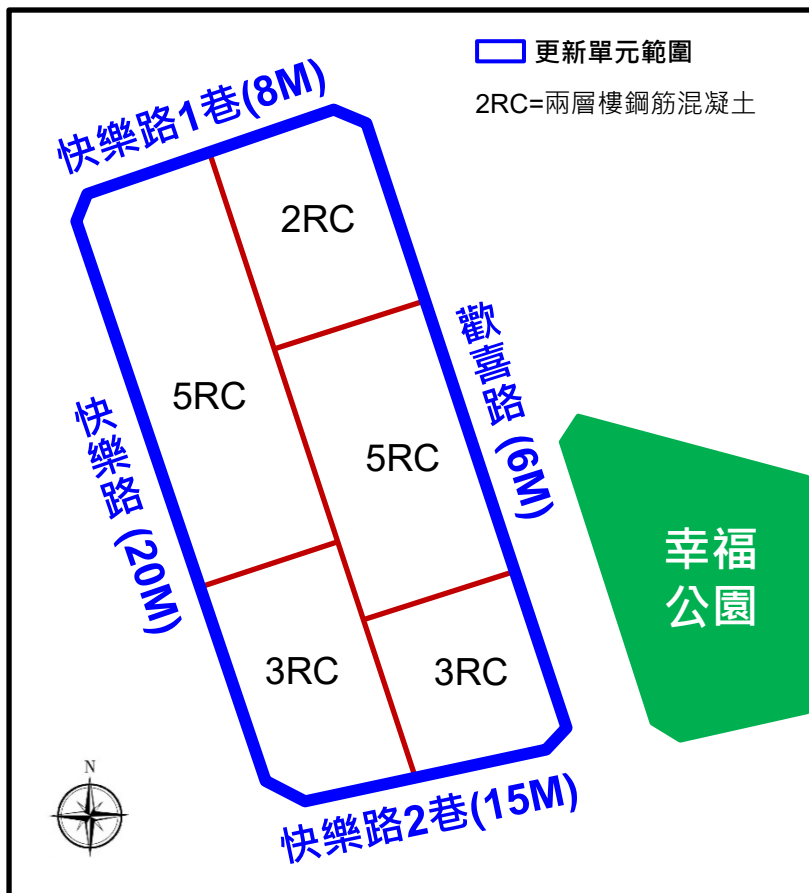 更新單元範圍
2RC=兩層樓鋼筋混凝土
快樂路1巷(8M)
2RC
5RC
歡喜路 (6M)
快樂路 (20M)
5RC
幸福
公園
3RC
3RC
N
快樂路2巷(15M)